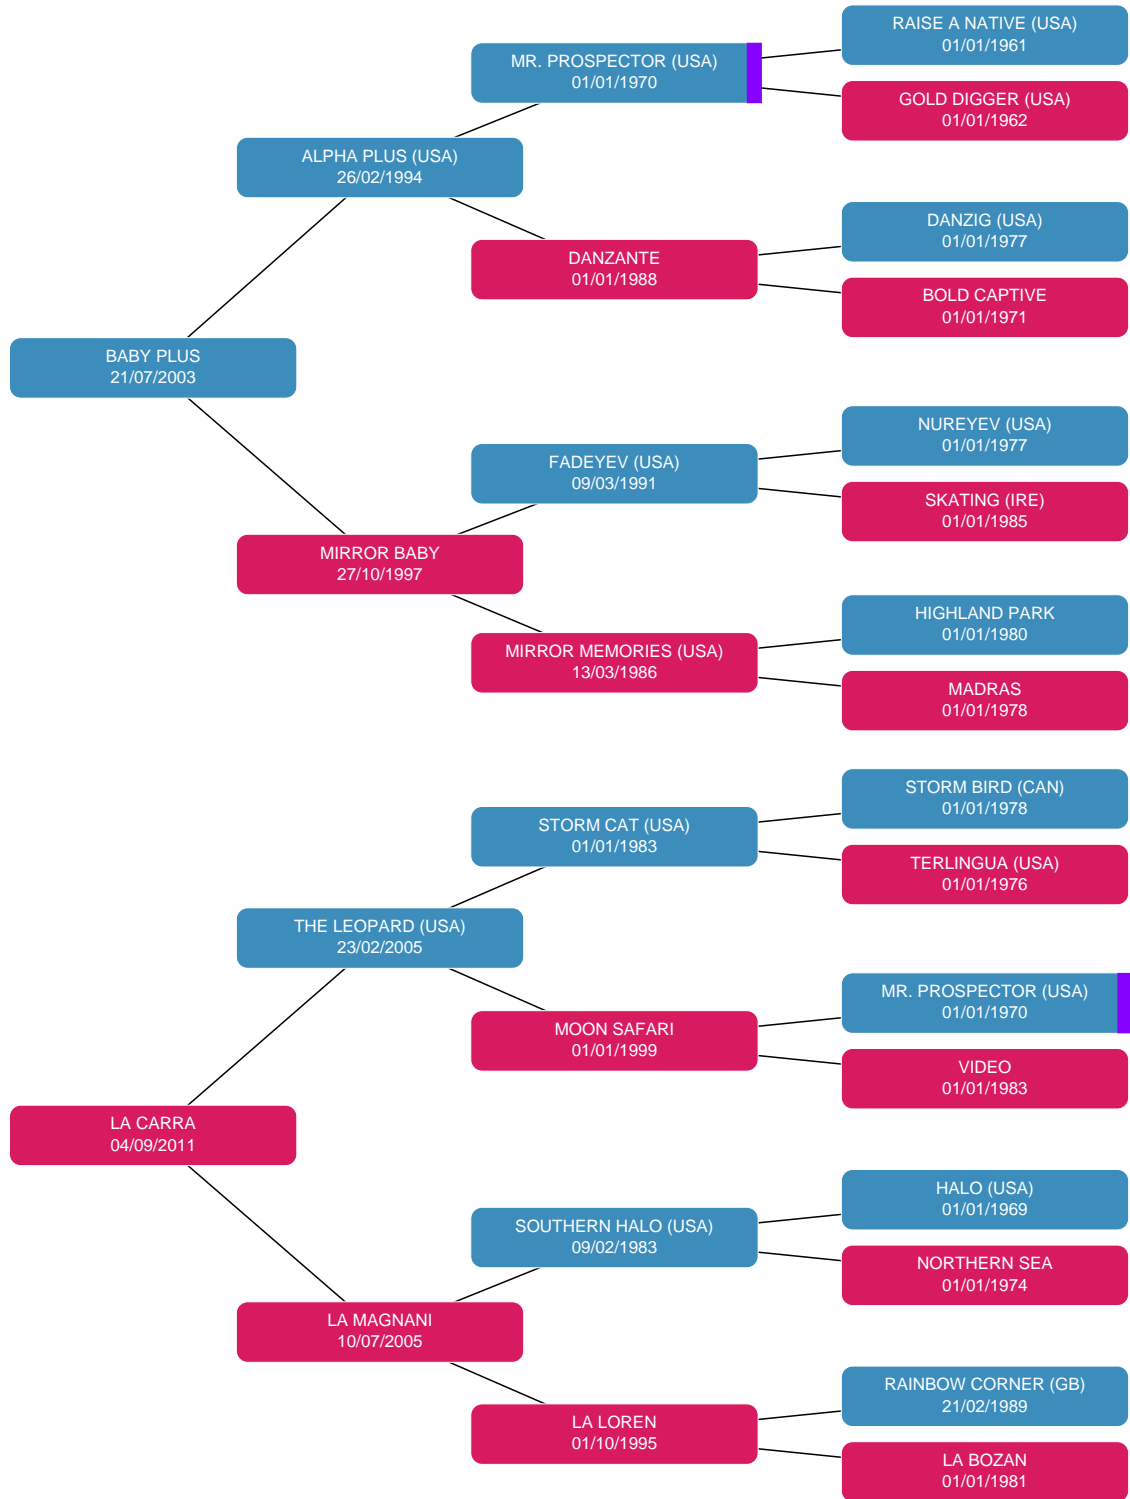 RAISE A NATIVE (USA)
01/01/1961
MR. PROSPECTOR (USA)
01/01/1970
GOLD DIGGER (USA)
01/01/1962
ALPHA PLUS (USA)
26/02/1994
DANZIG (USA)
01/01/1977
DANZANTE
01/01/1988
BOLD CAPTIVE
01/01/1971
BABY PLUS
21/07/2003
NUREYEV (USA)
01/01/1977
FADEYEV (USA)
09/03/1991
SKATING (IRE)
01/01/1985
MIRROR BABY
27/10/1997
HIGHLAND PARK
01/01/1980
MIRROR MEMORIES (USA)
13/03/1986
MADRAS
01/01/1978
STORM BIRD (CAN)
01/01/1978
STORM CAT (USA)
01/01/1983
TERLINGUA (USA)
01/01/1976
THE LEOPARD (USA)
23/02/2005
MR. PROSPECTOR (USA)
01/01/1970
MOON SAFARI
01/01/1999
VIDEO
01/01/1983
LA CARRA
04/09/2011
HALO (USA)
01/01/1969
SOUTHERN HALO (USA)
09/02/1983
NORTHERN SEA
01/01/1974
LA MAGNANI
10/07/2005
RAINBOW CORNER (GB)
21/02/1989
LA LOREN
01/10/1995
LA BOZAN
01/01/1981